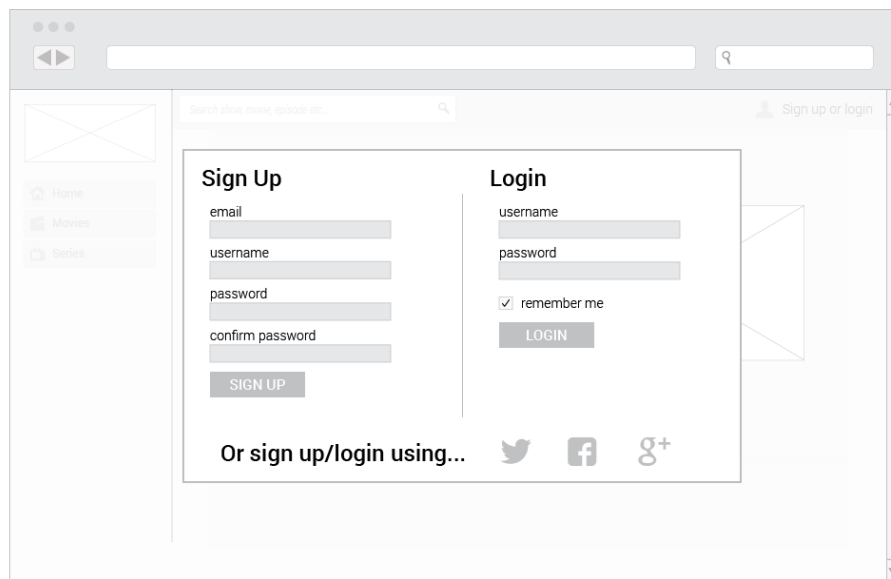 Search show, movie, episode etc...
Sign up or login
Home
Movies
Series
Sign Up
email
username
password
confirm password
SIGN UP
Login
username
password
remember me
LOGIN
Or sign up/login using...